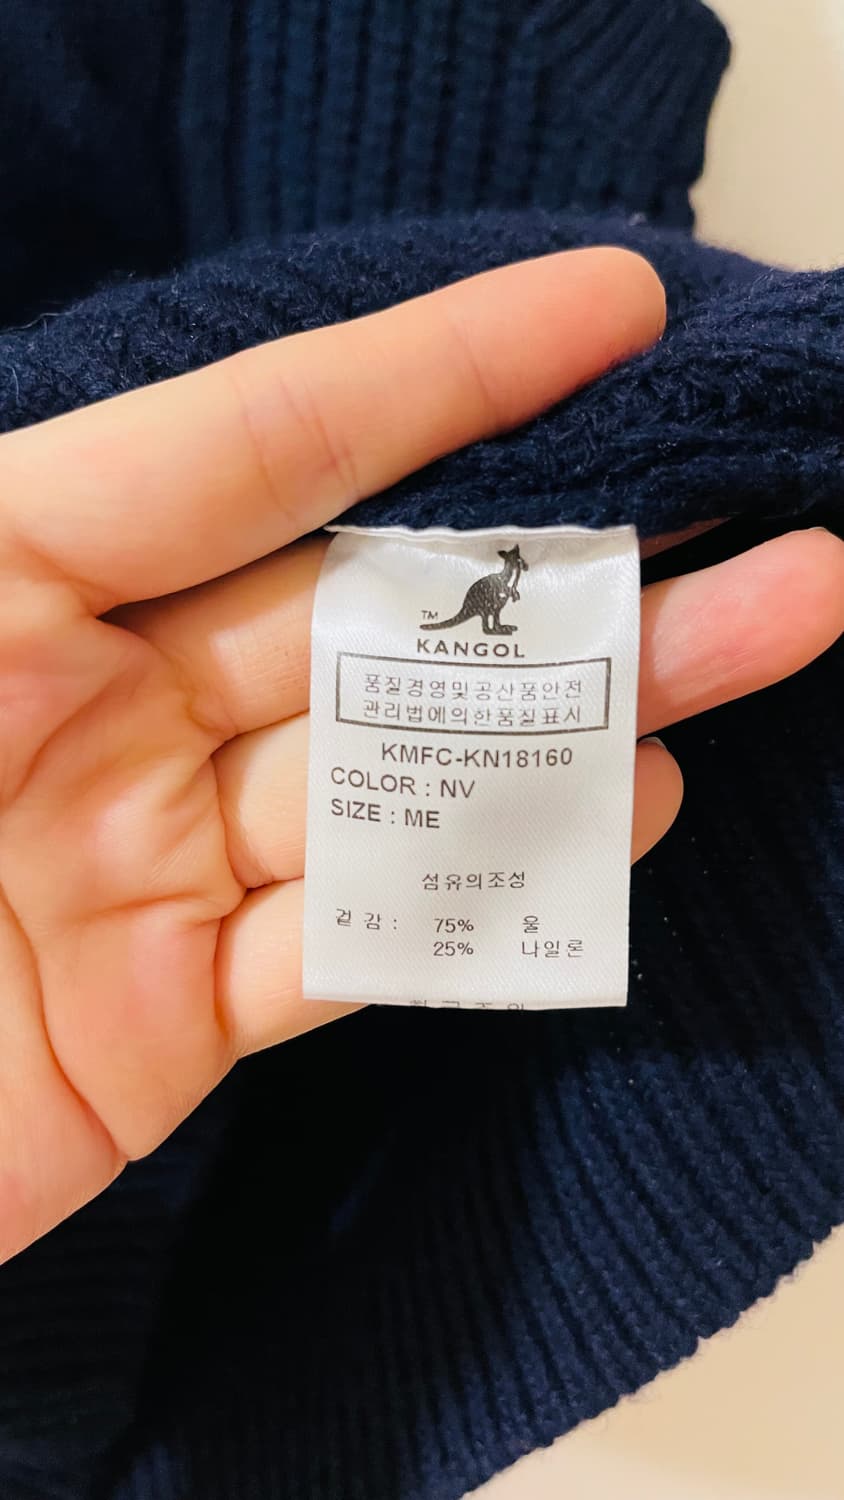 TM
KANGOL
품질경영및공산품안전
관리법에의한품질표시
KMFC-KN18160
COLOR : NV
SIZE : ME
섬유의조성
겉감 : 75% 울
25% 나일론